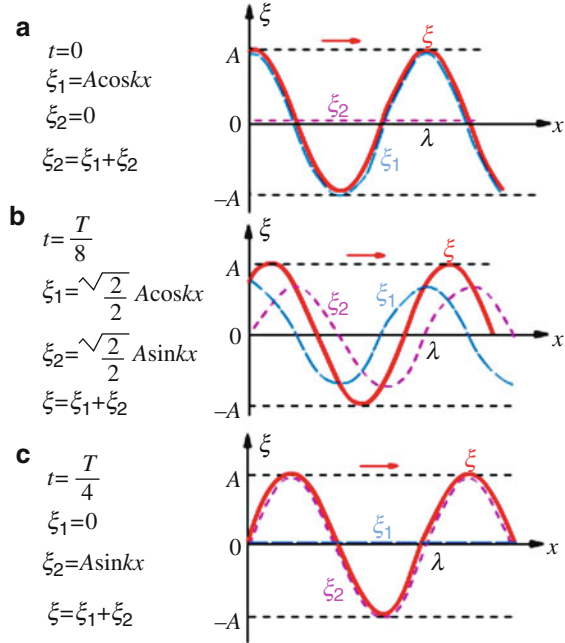 a
t=0
ξ₁=Acoskx
ξ₂=0
ξ₂=ξ₁+ξ₂
ξ
A
ξ
ξ₂
0
λ
x
ξ₁
–A
b
t=T/8
ξ₁=√2/2 Acoskx
ξ₂=√2/2 Asinkx
ξ=ξ₁+ξ₂
ξ
ξ
A
ξ₂
ξ₁
0
λ
x
–A
c
t=T/4
ξ₁=0
ξ₂=Asinkx
ξ=ξ₁+ξ₂
ξ
ξ
A
ξ₁
0
λ
x
ξ₂
–A